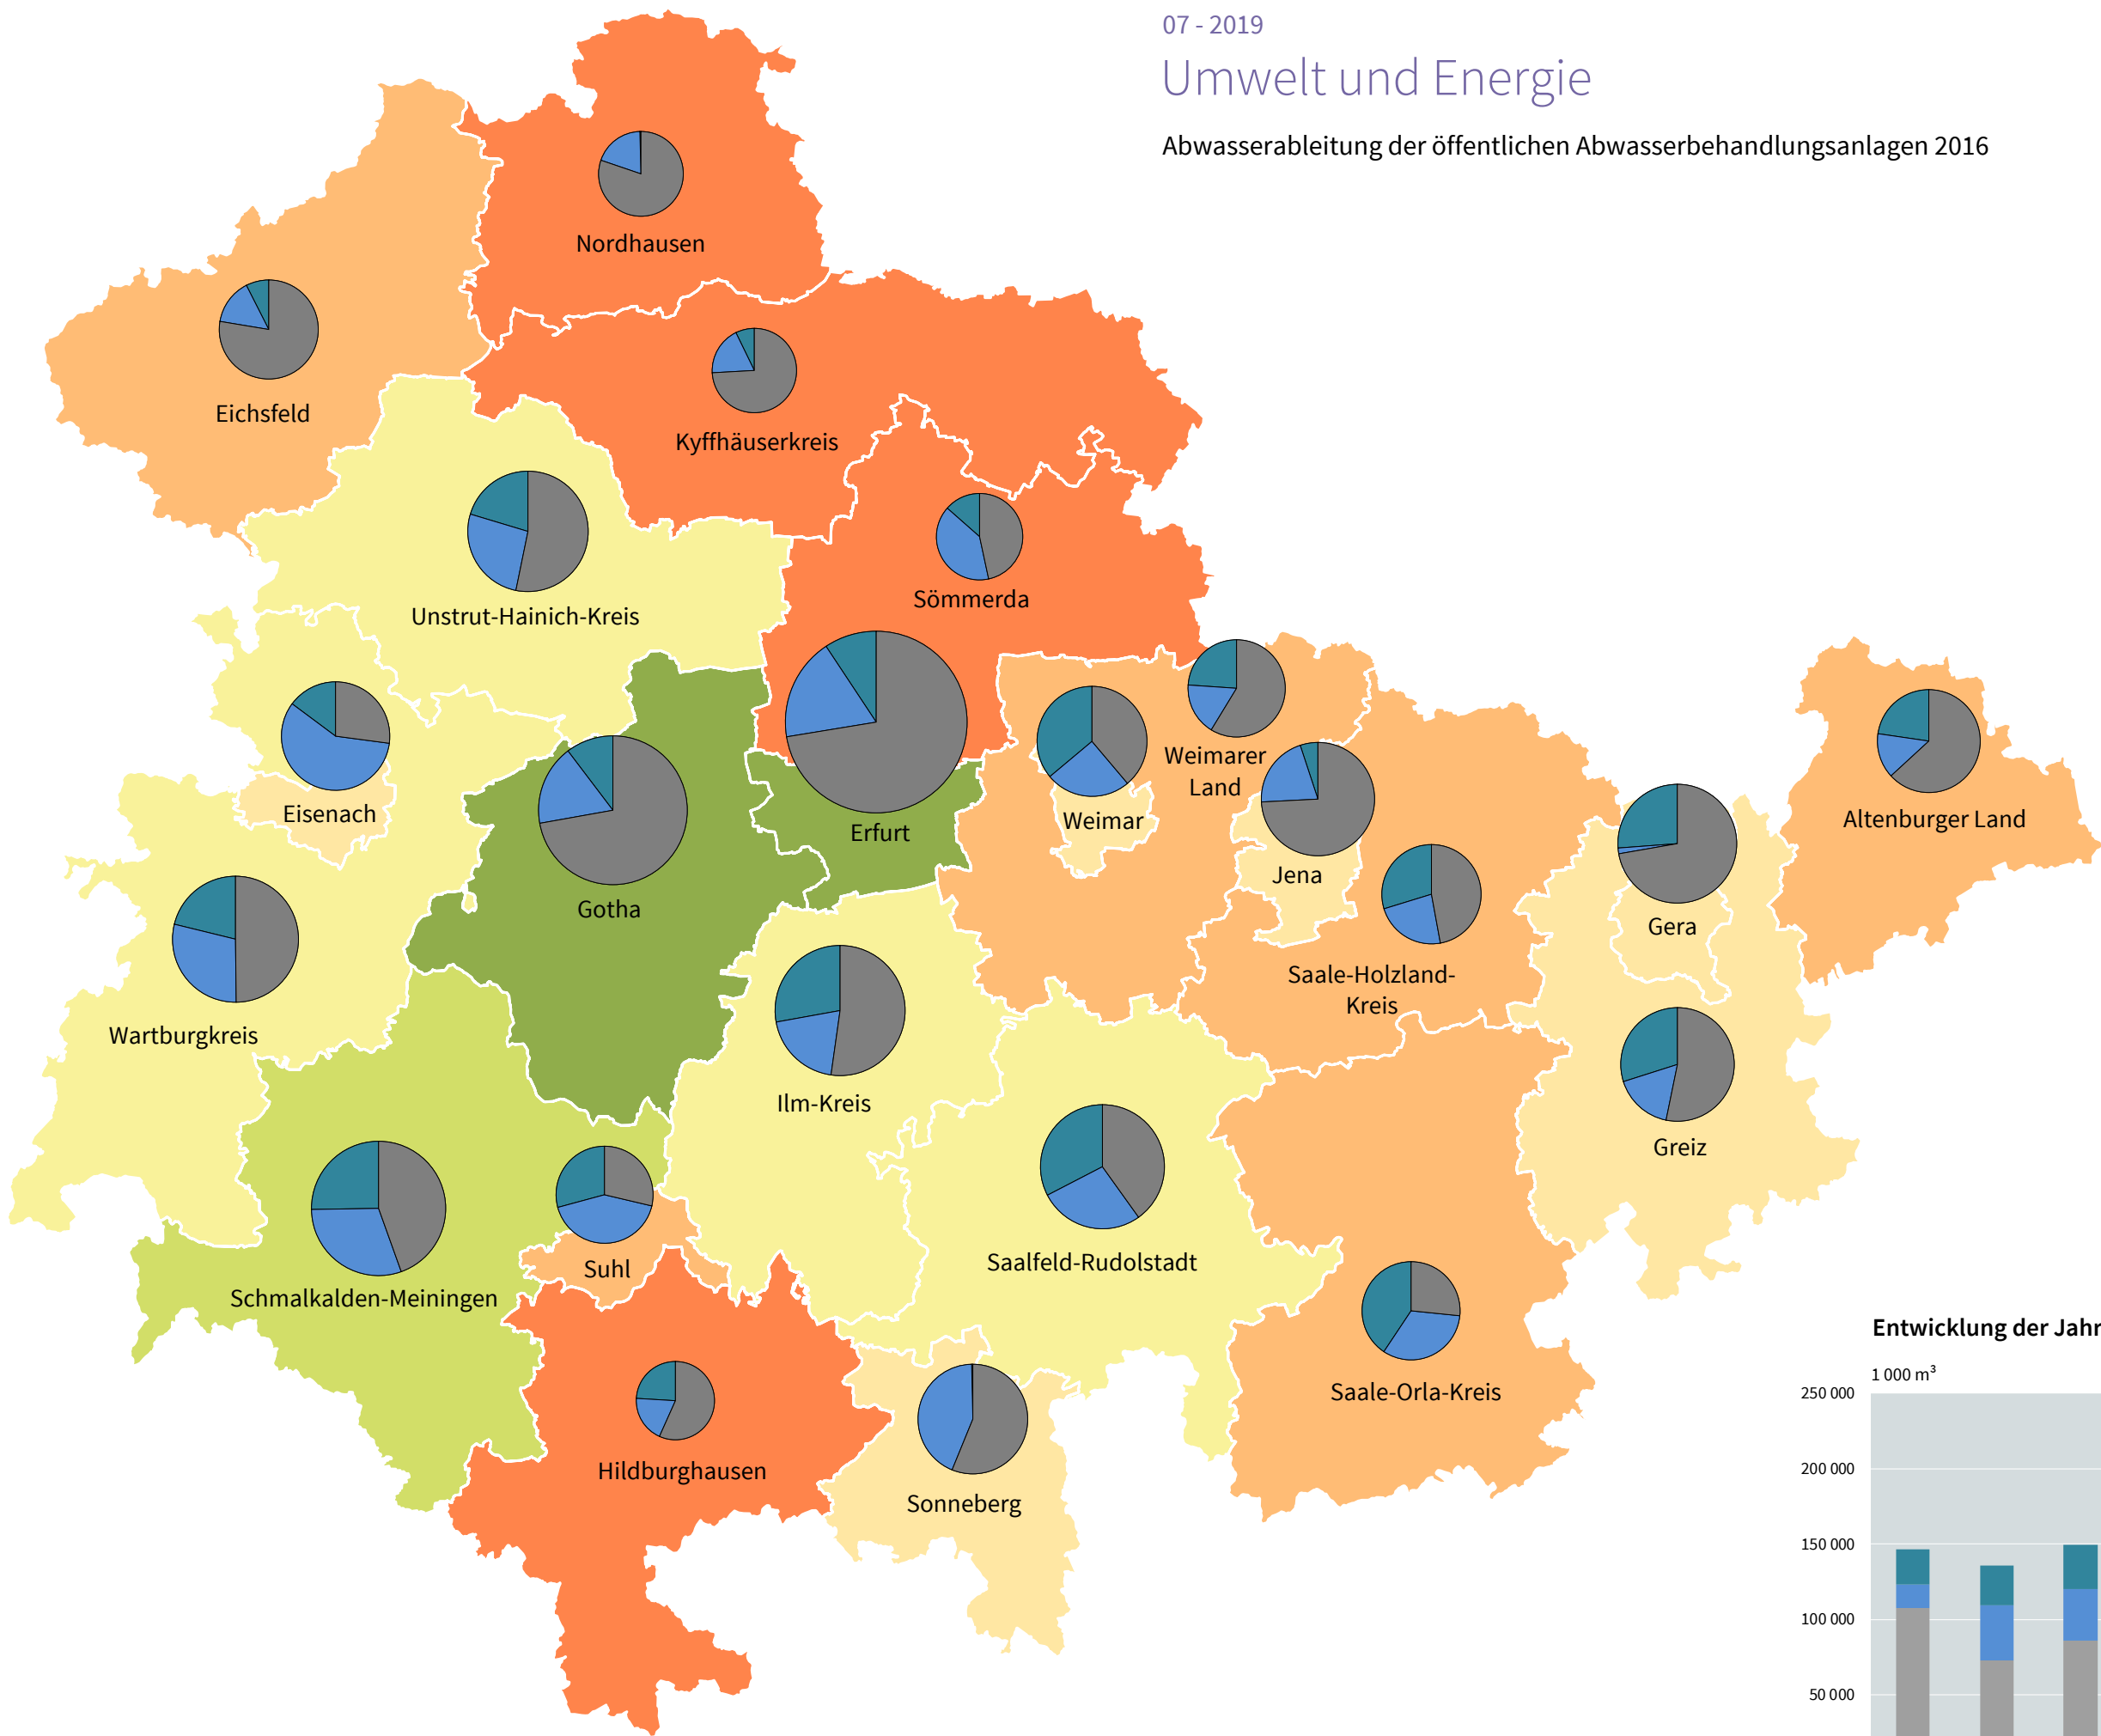 07 - 2019
Umwelt und Energie
Abwasserableitung der öffentlichen Abwasserbehandlungsanlagen 2016
Nordhausen
Eichsfeld
Kyffhäuserkreis
Sömmerda
Unstrut-Hainich-Kreis
Weimarer
Land
Eisenach
Weimar
Erfurt
Altenburger Land
Jena
Gotha
Gera
Saale-Holzland-
Kreis
Wartburgkreis
Ilm-Kreis
Greiz
Saalfeld-Rudolstadt
Suhl
Schmalkalden-Meiningen
Saale-Orla-Kreis
Hildburghausen
Sonneberg
Entwicklung der Jahr
1 000 m³
250 000
200 000
150 000
100 000
50 000